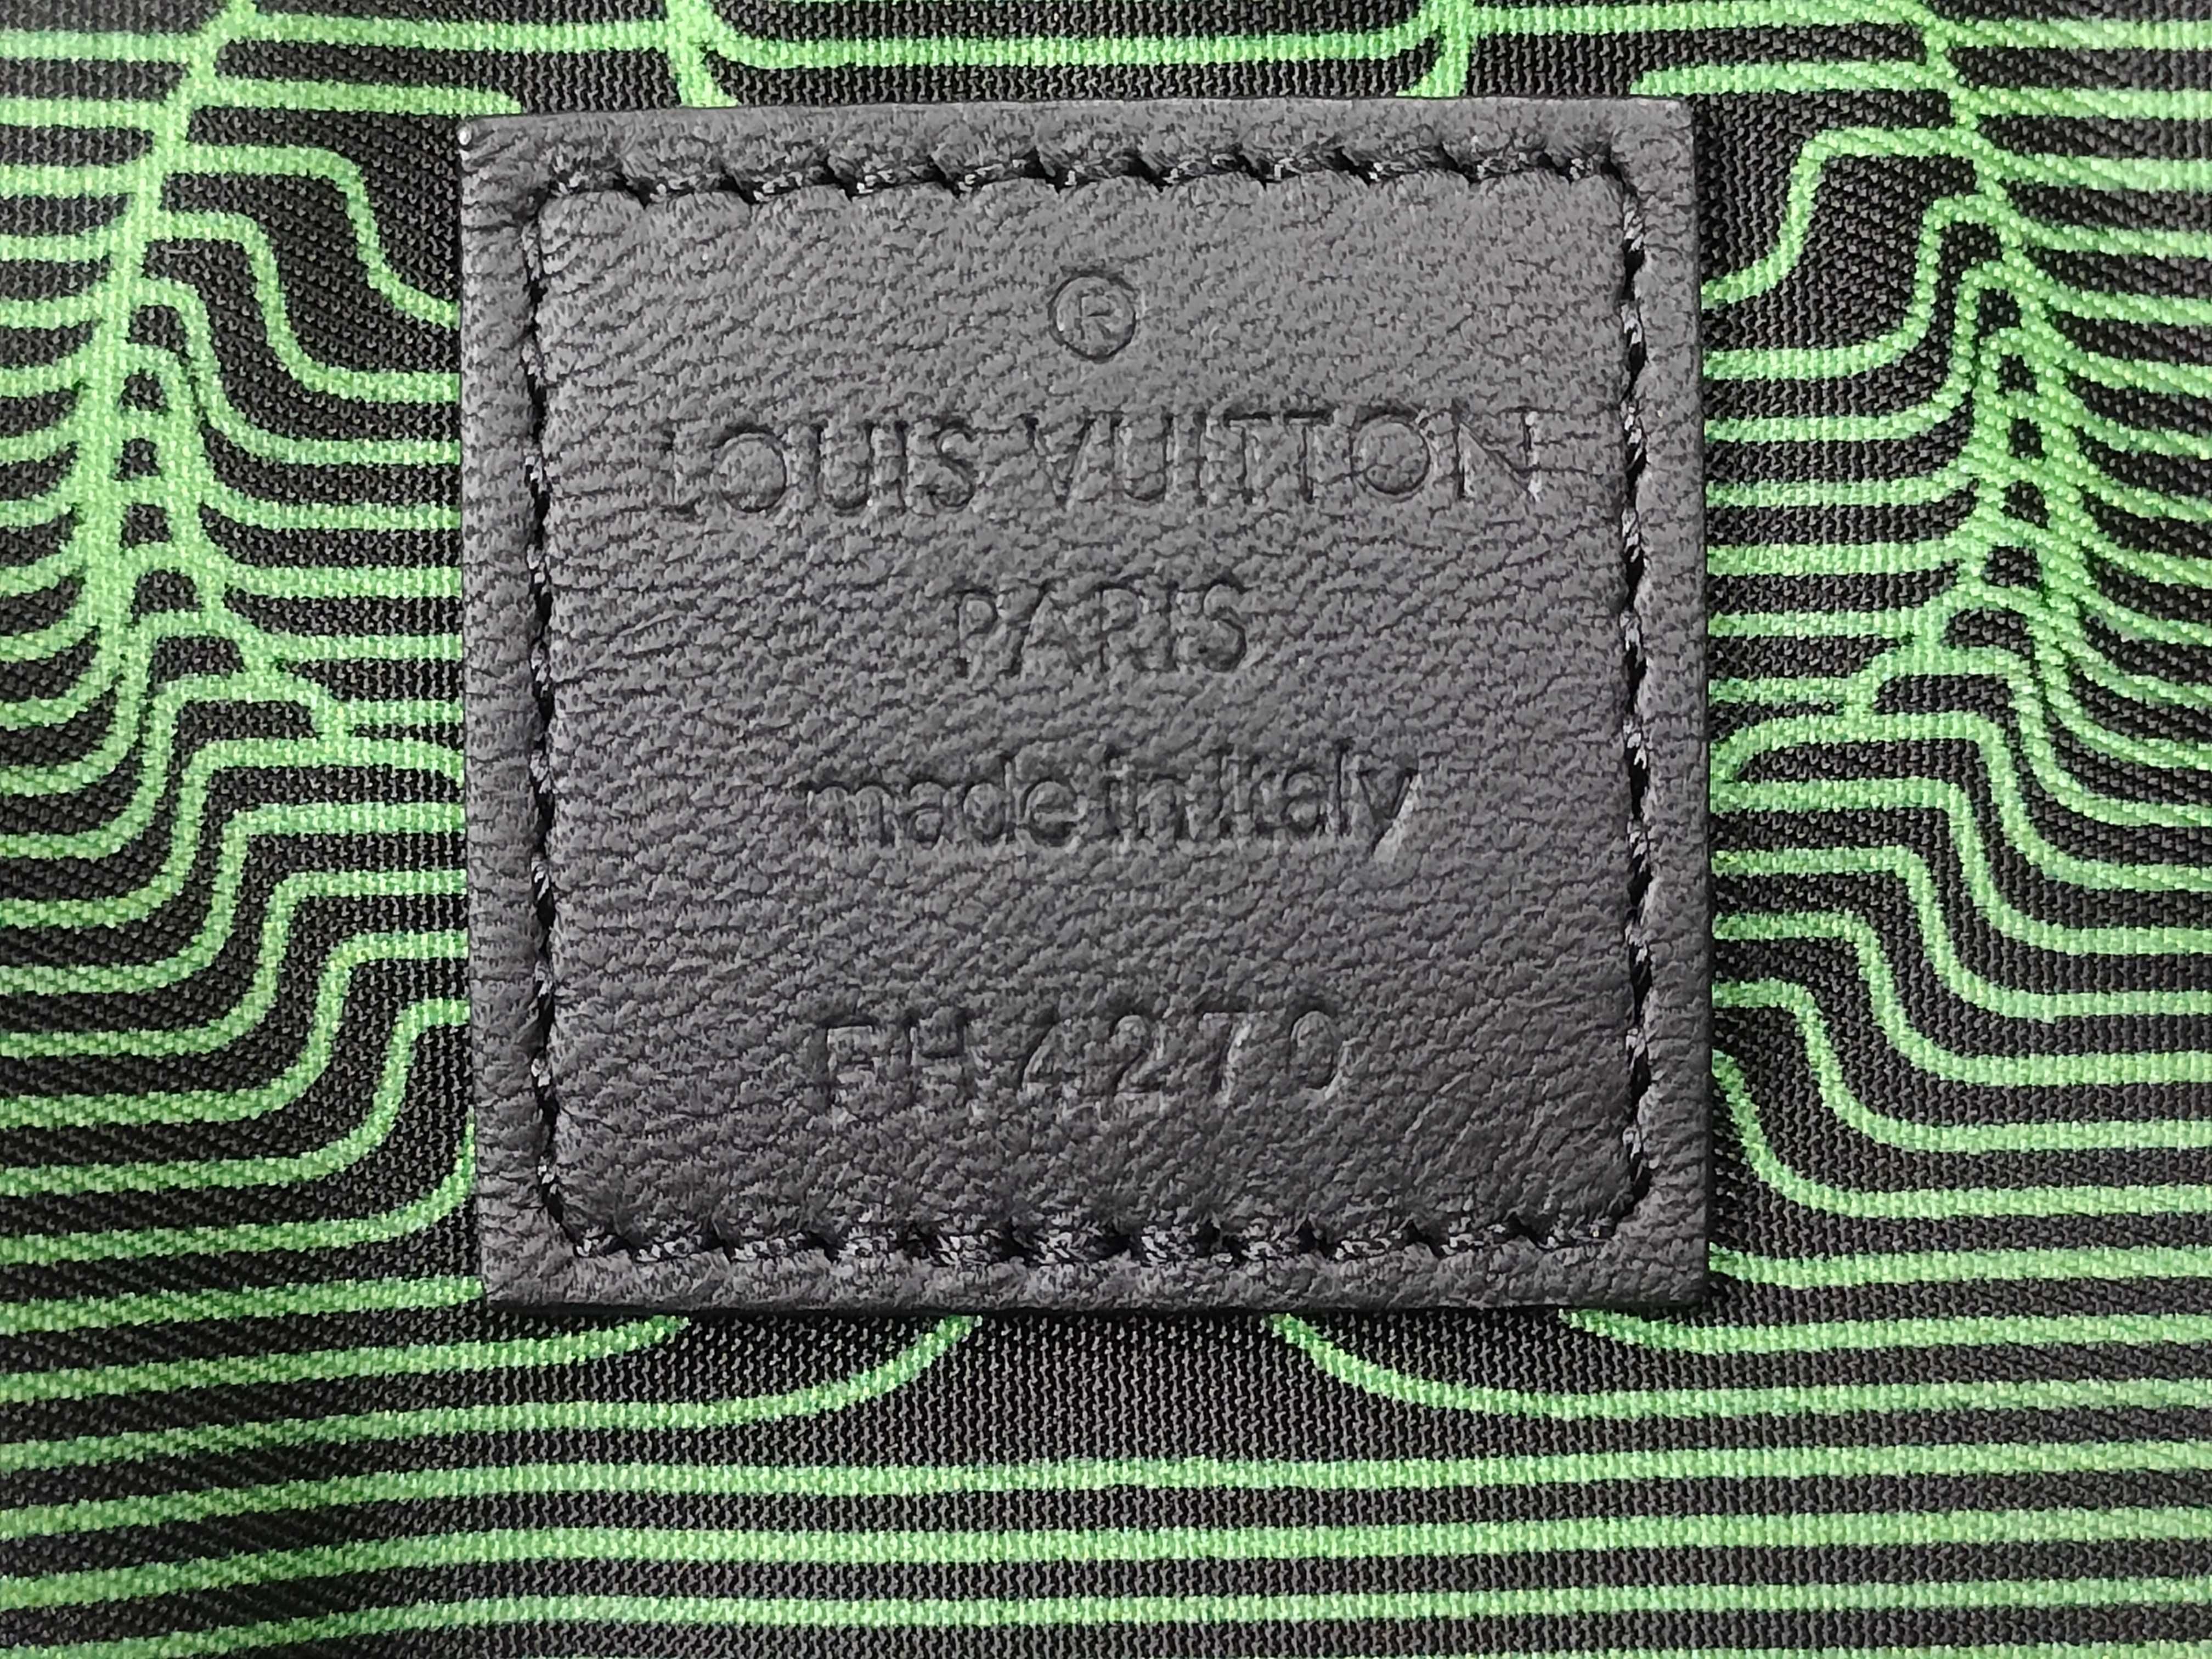 ®
LOUIS VUITTON
PARIS
made in Italy
FH4270